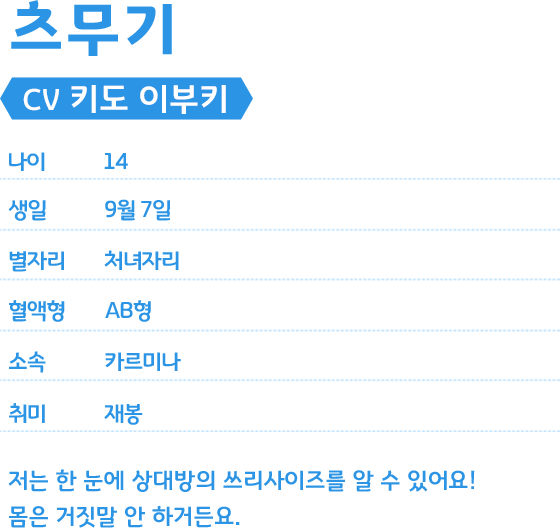 츠무기
CV 키도 이부키
나이 14
생일 9월 7일
별자리 처녀자리
혈액형 AB형
소속 카르미나
취미 재봉
저는 한 눈에 상대방의 쓰리사이즈를 알 수 있어요!
몸은 거짓말 안 하거든요.